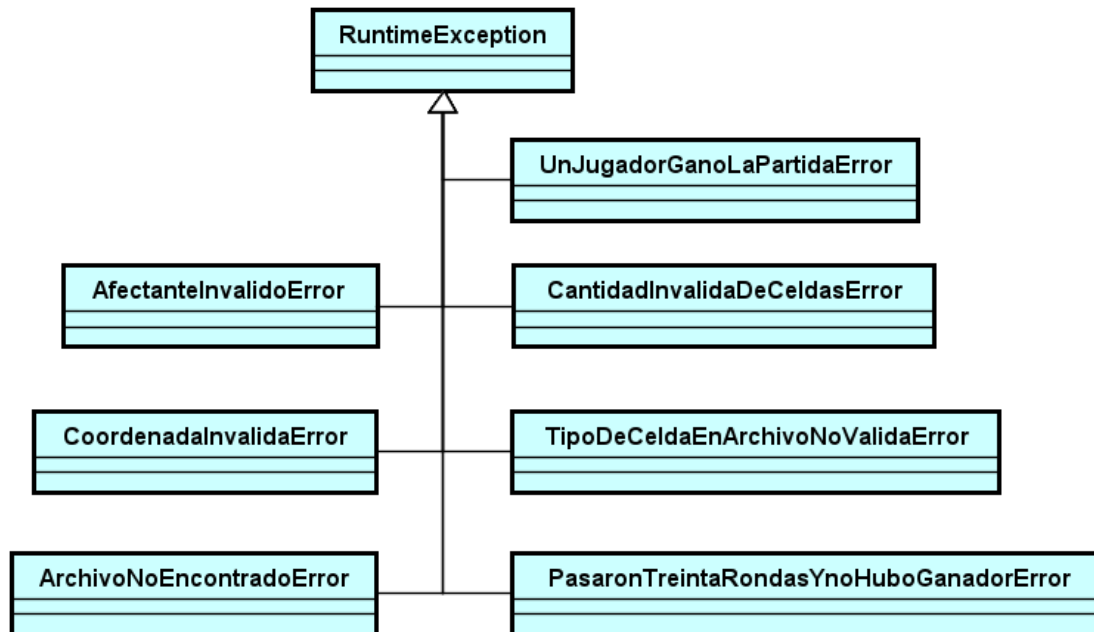 RuntimeException
UnJugadorGanoLaPartidaError
AfectanteInvalidoError
CantidadInvalidaDeCeldasError
CoordenadaInvalidaError
TipoDeCeldaEnArchivoNoValidaError
ArchivoNoEncontradoError
PasaronTreintaRondasYnoHuboGanadorError